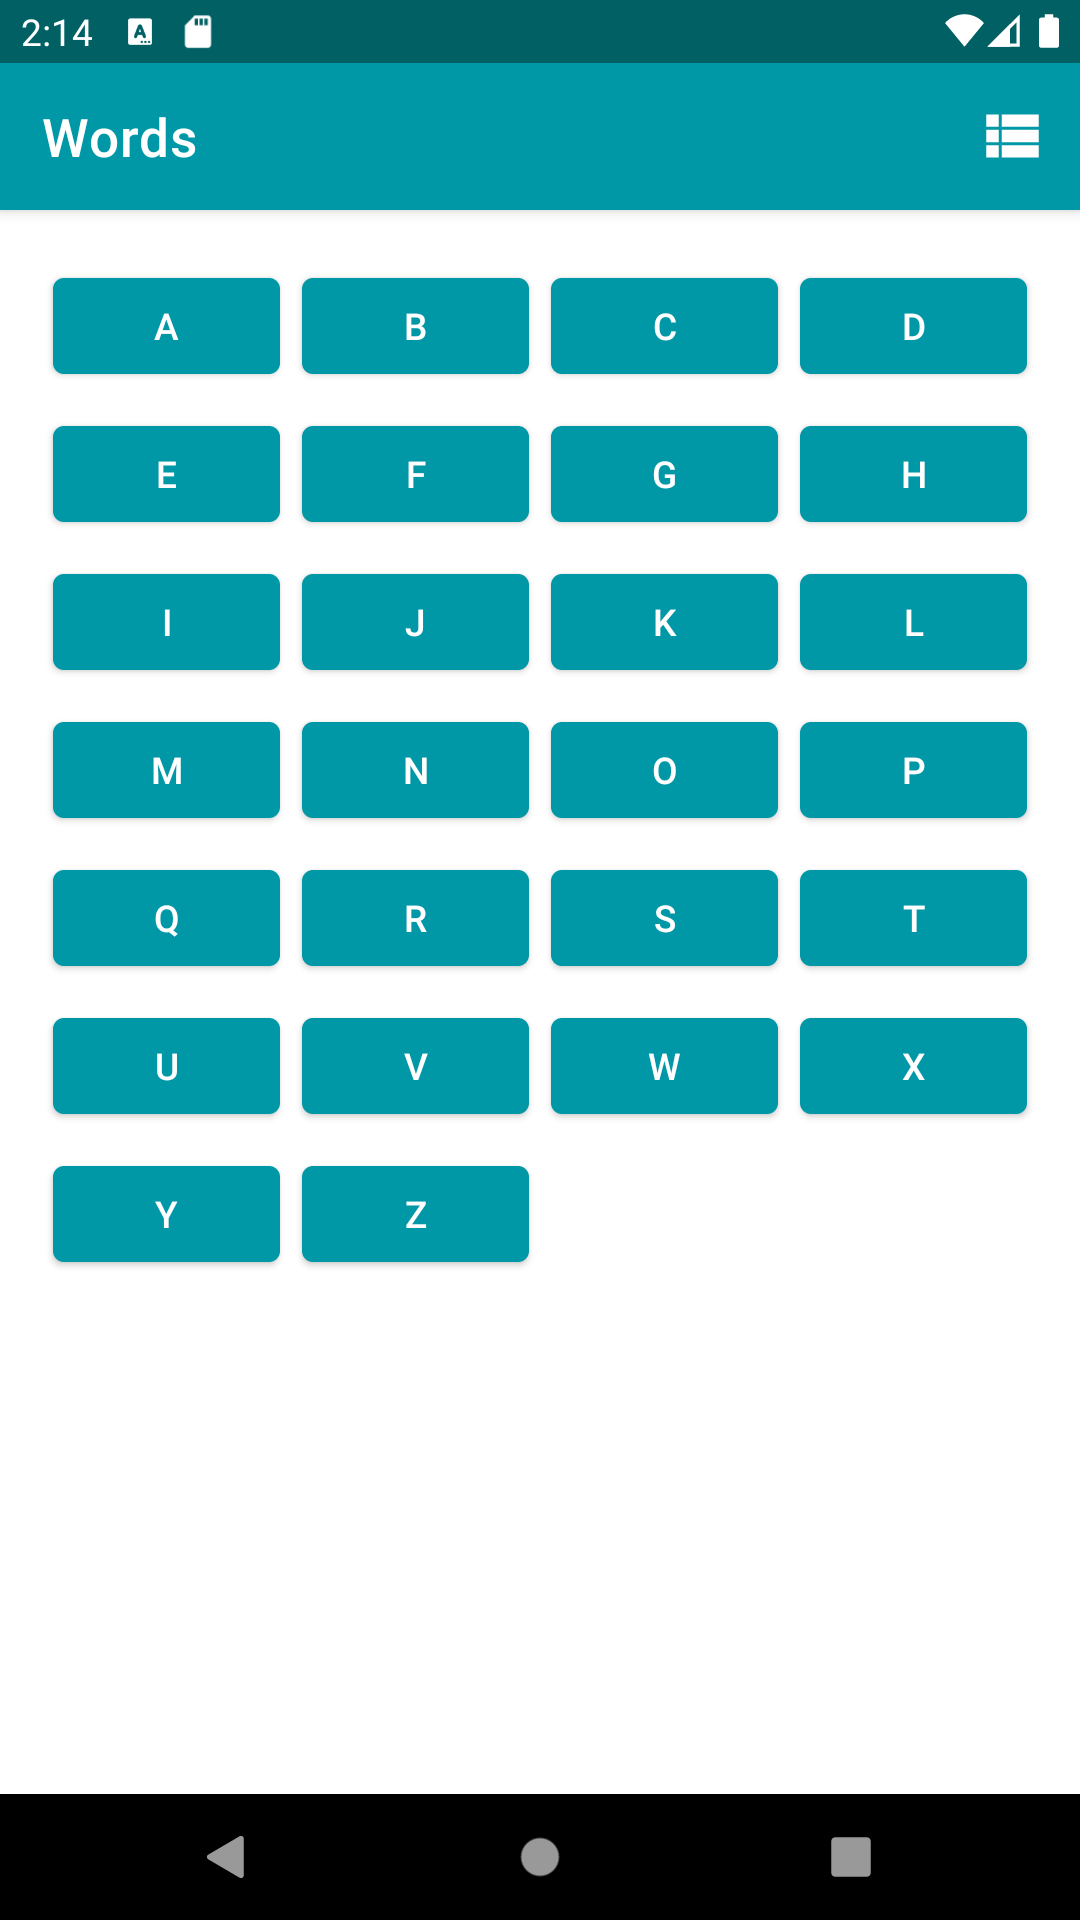 2:14
Words
A B C D
E F G H
I J K L
M N O P
Q R S T
U V W X
Y Z